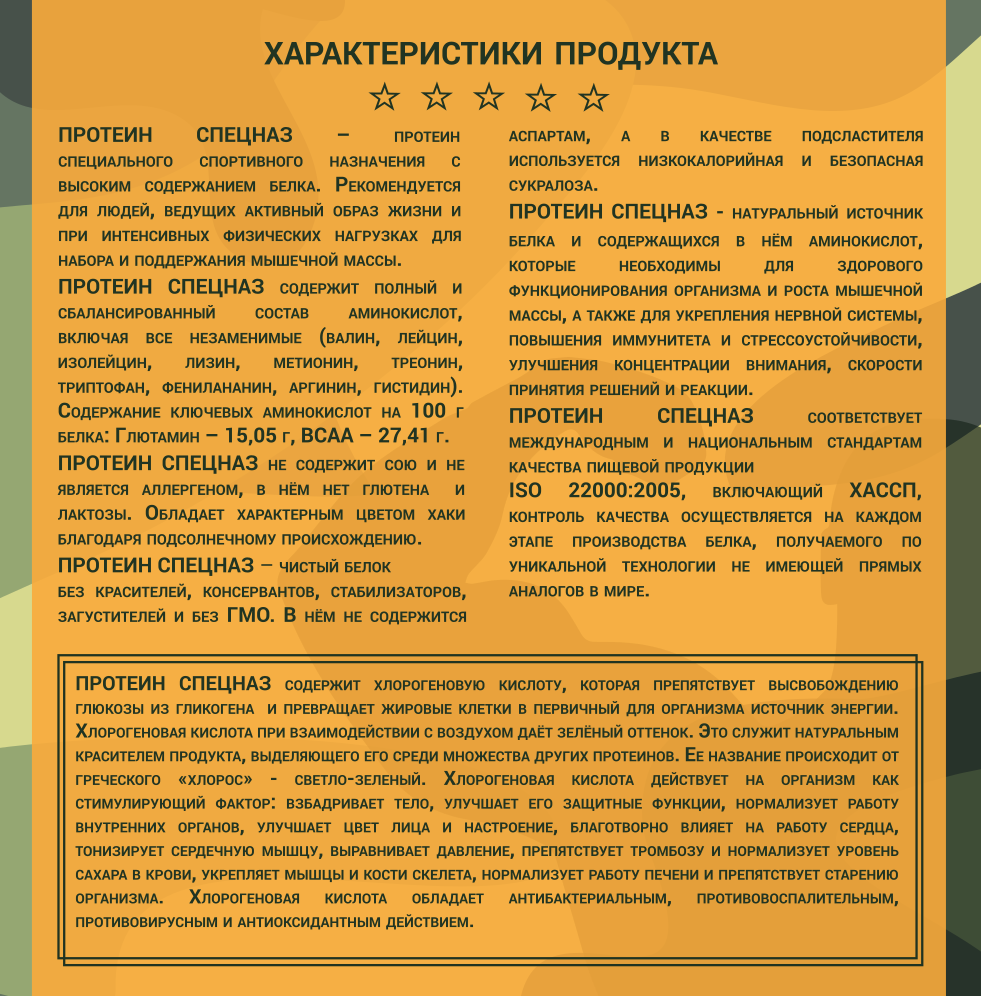 ХАРАКТЕРИСТИКИ ПРОДУКТА
ПРОТЕИН СПЕЦНАЗ – протеин
специального спортивного назначения с
высоким содержанием белка. Рекомендуется
для людей, ведущих активный образ жизни и
при интенсивных физических нагрузках для
набора и поддержания мышечной массы.
ПРОТЕИН СПЕЦНАЗ содержит полный и
сбалансированный состав аминокислот,
включая все незаменимые (валин, лейцин,
изолейцин, лизин, метионин, треонин,
триптофан, фенилананин, аргинин, гистидин).
Содержание ключевых аминокислот на 100 г
белка: Глютамин – 15,05 г, BCAA – 27,41 г.
ПРОТЕИН СПЕЦНАЗ не содержит сою и не
является аллергеном, в нём нет глютена и
лактозы. Обладает характерным цветом хаки
благодаря подсолнечному происхождению.
ПРОТЕИН СПЕЦНАЗ – чистый белок
без красителей, консервантов, стабилизаторов,
загустителей и без ГМО. В нём не содержится
аспартам, а в качестве подсластителя
используется низкокалорийная и безопасная
сукралоза.
ПРОТЕИН СПЕЦНАЗ - натуральный источник
белка и содержащихся в нём аминокислот,
которые необходимы для здорового
функционирования организма и роста мышечной
массы, а также для укрепления нервной системы,
повышения иммунитета и стрессоустойчивости,
улучшения концентрации внимания, скорости
принятия решений и реакции.
ПРОТЕИН СПЕЦНАЗ соответствует
международным и национальным стандартам
качества пищевой продукции
ISO 22000:2005, включающий ХАССП,
контроль качества осуществляется на каждом
этапе производства белка, получаемого по
уникальной технологии не имеющей прямых
аналогов в мире.
ПРОТЕИН СПЕЦНАЗ содержит хлорогеновую кислоту, которая препятствует высвобождению
глюкозы из гликогена и превращает жировые клетки в первичный для организма источник энергии.
Хлорогеновая кислота при взаимодействии с воздухом даёт зелёный оттенок. Это служит натуральным
красителем продукта, выделяющего его среди множества других протеинов. Ее название происходит от
греческого «хлорос» - светло-зеленый. Хлорогеновая кислота действует на организм как
стимулирующий фактор: взбадривает тело, улучшает его защитные функции, нормализует работу
внутренних органов, улучшает цвет лица и настроение, благотворно влияет на работу сердца,
тонизирует сердечную мышцу, выравнивает давление, препятствует тромбозу и нормализует уровень
сахара в крови, укрепляет мышцы и кости скелета, нормализует работу печени и препятствует старению
организма. Хлорогеновая кислота обладает антибактериальным, противовоспалительным,
противовирусным и антиоксидантным действием.